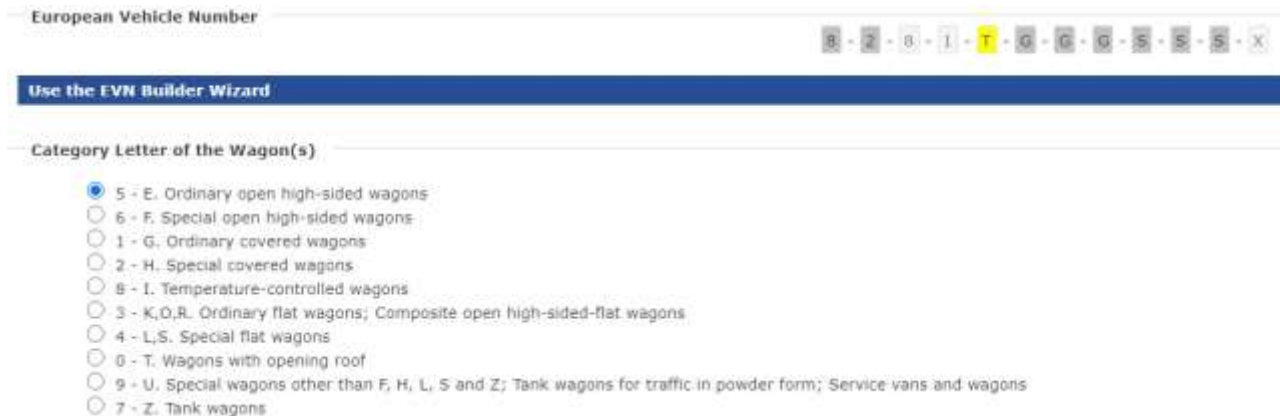 European Vehicle Number
8 - 2 - 8 - 1 - T - G - G - G - S - S - S - X
Use the EVN Builder Wizard
Category Letter of the Wagon(s)
5 - E. Ordinary open high-sided wagons
6 - F. Special open high-sided wagons
1 - G. Ordinary covered wagons
2 - H. Special covered wagons
8 - I. Temperature-controlled wagons
3 - K,O,R. Ordinary flat wagons; Composite open high-sided-flat wagons
4 - L,S. Special flat wagons
0 - T. Wagons with opening roof
9 - U. Special wagons other than F, H, L, S and Z; Tank wagons for traffic in powder form; Service vans and wagons
7 - Z. Tank wagons